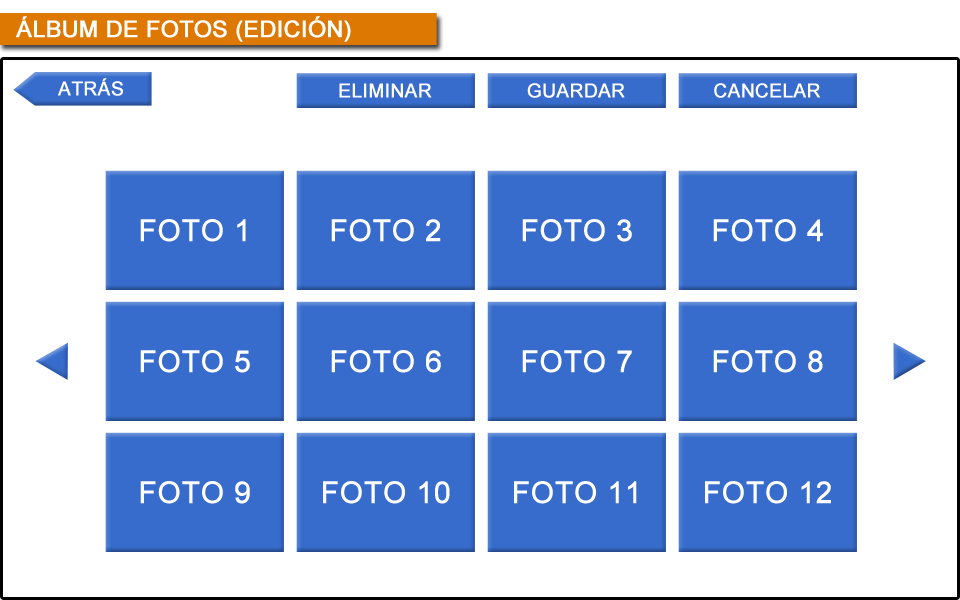 ÁLBUM DE FOTOS (EDICIÓN)
ATRÁS
ELIMINAR
GUARDAR
CANCELAR
FOTO 1
FOTO 2
FOTO 3
FOTO 4
FOTO 5
FOTO 6
FOTO 7
FOTO 8
FOTO 9
FOTO 10
FOTO 11
FOTO 12